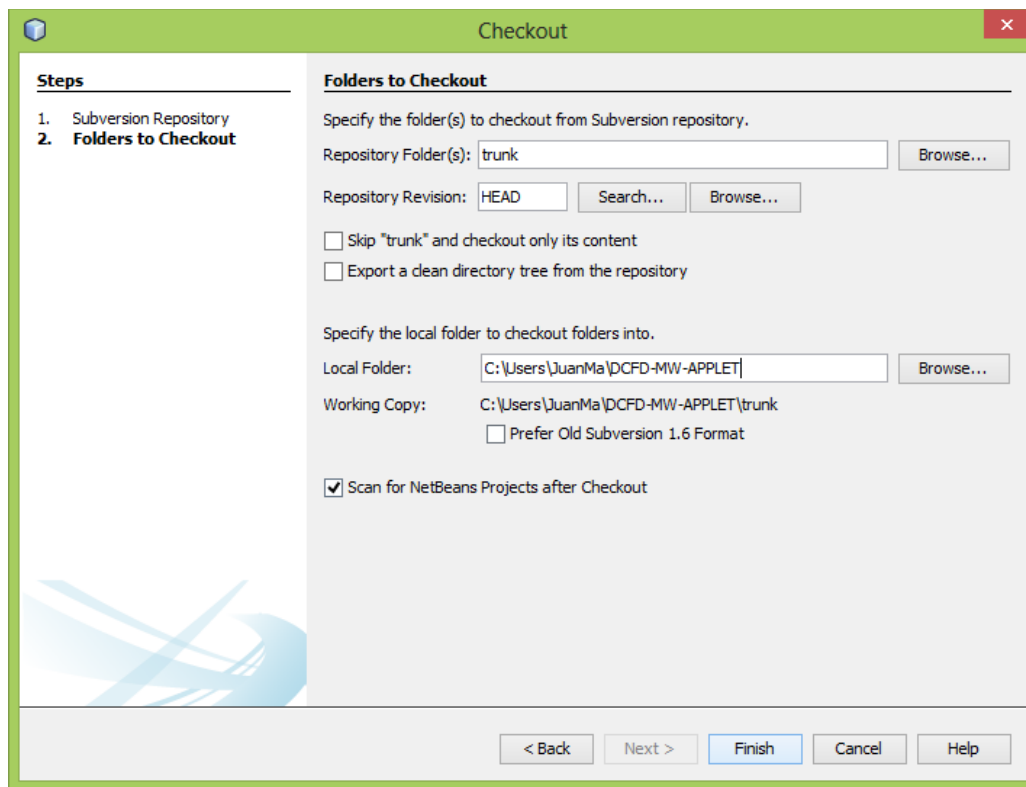 Checkout
Steps
1. Subversion Repository
2. Folders to Checkout
Folders to Checkout
Specify the folder(s) to checkout from Subversion repository.
Repository Folder(s): trunk Browse...
Repository Revision: HEAD Search... Browse...
Skip "trunk" and checkout only its content
Export a clean directory tree from the repository
Specify the local folder to checkout folders into.
Local Folder: C:\Users\JuanMa\DCFD-MW-APPLET Browse...
Working Copy: C:\Users\JuanMa\DCFD-MW-APPLET\trunk
Prefer Old Subversion 1.6 Format
Scan for NetBeans Projects after Checkout
< Back Next > Finish Cancel Help